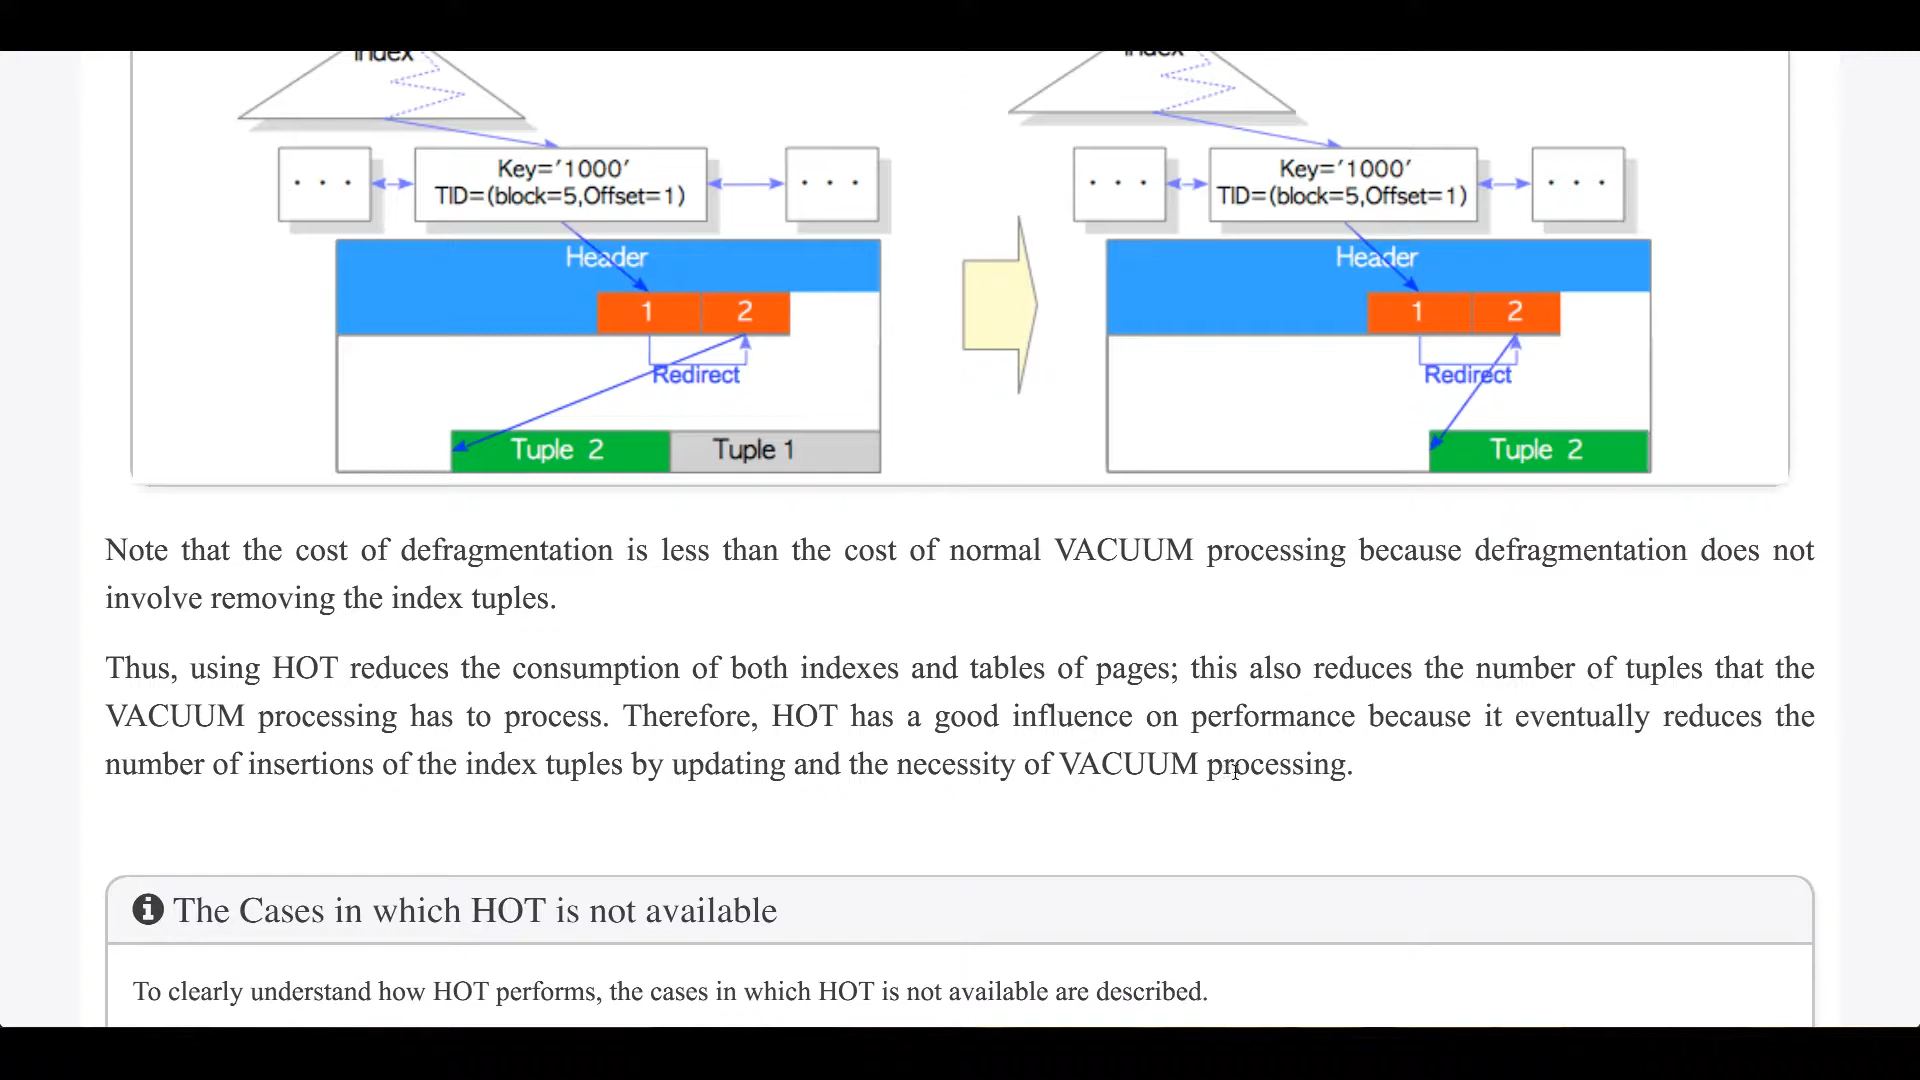 Index
Index
· · ·
Key='1000'
TID=(block=5,Offset=1)
· · ·
· · ·
Key='1000'
TID=(block=5,Offset=1)
· · ·
Header
1 2
Redirect
Tuple 2
Tuple 1
Header
1 2
Redirect
Tuple 2
Note that the cost of defragmentation is less than the cost of normal VACUUM processing because defragmentation does not
involve removing the index tuples.
Thus, using HOT reduces the consumption of both indexes and tables of pages; this also reduces the number of tuples that the
VACUUM processing has to process. Therefore, HOT has a good influence on performance because it eventually reduces the
number of insertions of the index tuples by updating and the necessity of VACUUM processing.
The Cases in which HOT is not available
To clearly understand how HOT performs, the cases in which HOT is not available are described.